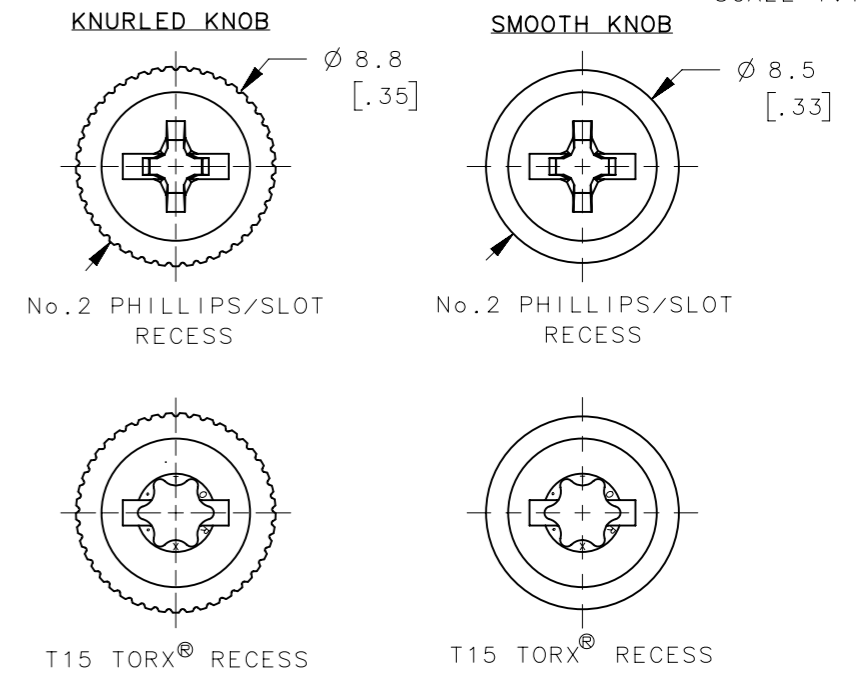 KNURLED KNOB
SMOOTH KNOB
Ø 8.8
[.35]
Ø 8.5
[.33]
No.2 PHILLIPS/SLOT
RECESS
No.2 PHILLIPS/SLOT
RECESS
T15 TORX® RECESS
T15 TORX® RECESS